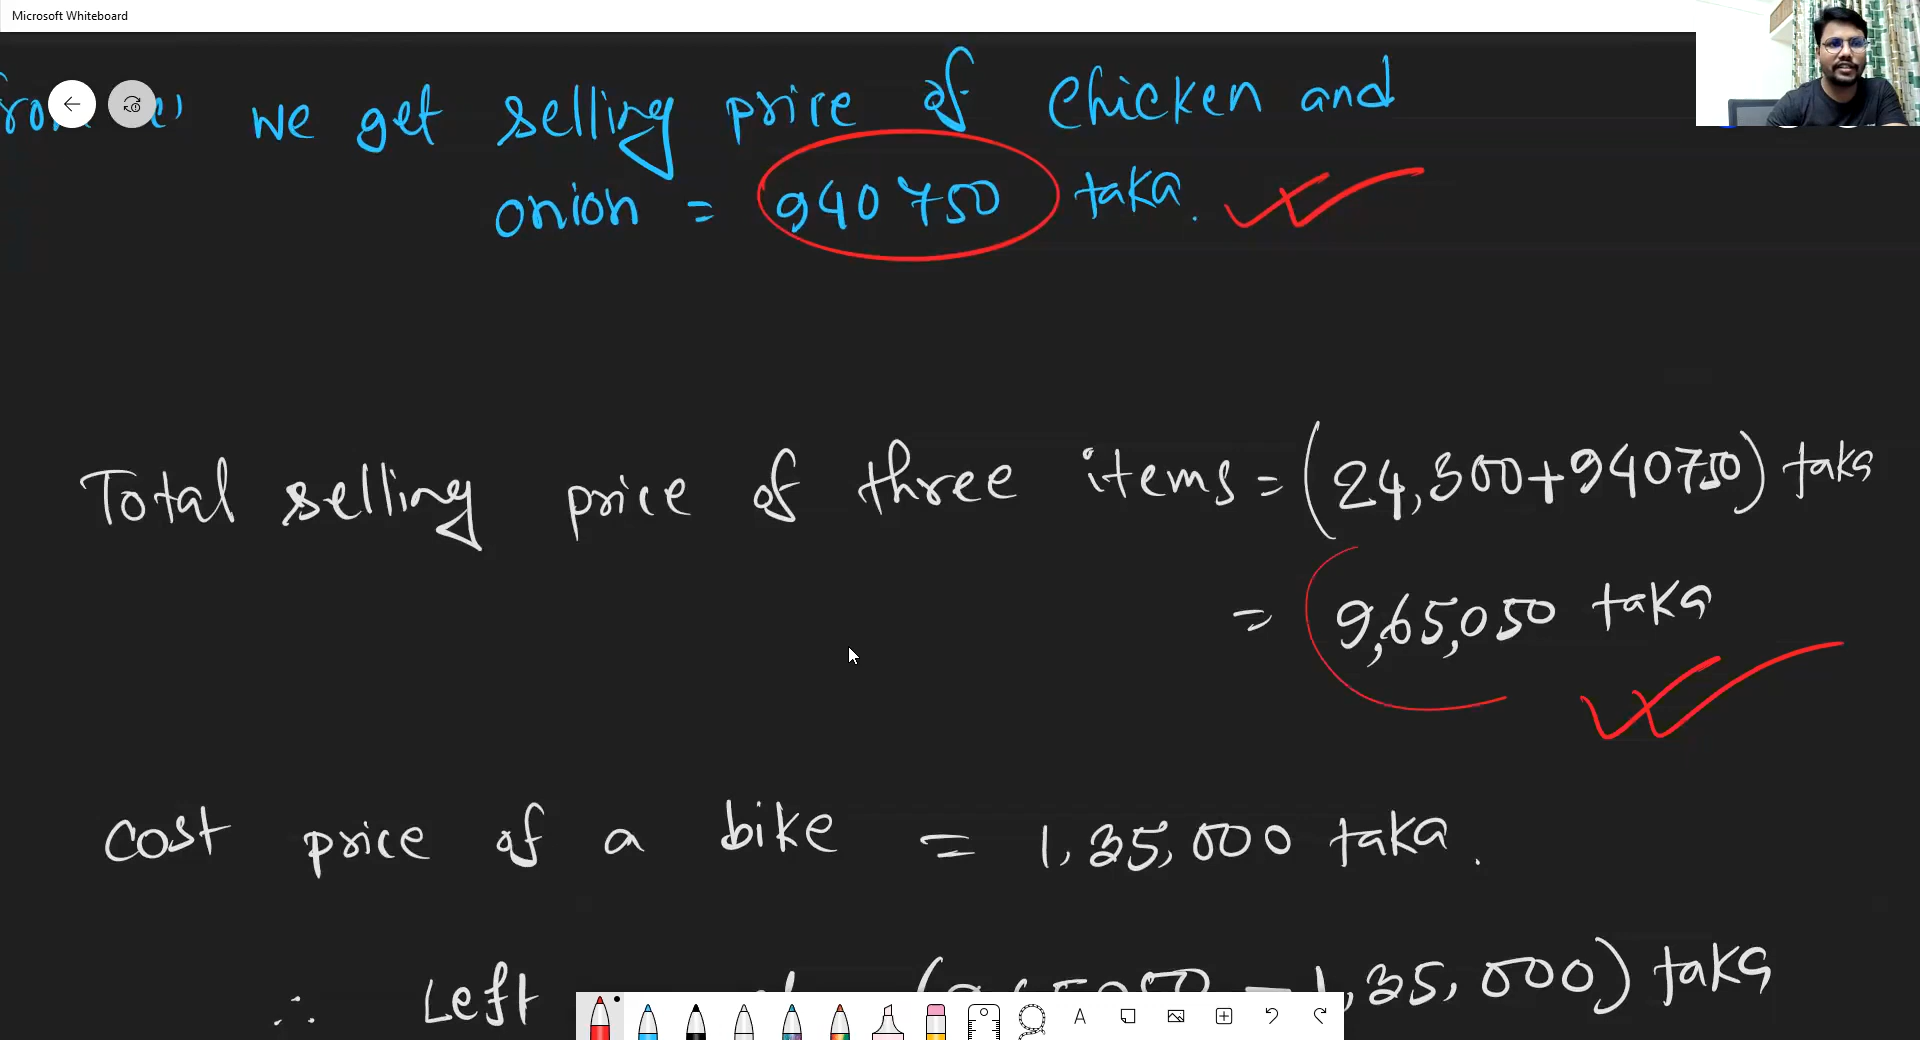 Microsoft Whiteboard
we get selling price of chicken and
onion = 940750 taka.
Total selling price of three items = (24,300+940750) taka
= 9,65,050 taka
cost price of a bike = 1,35,000 taka.
∴ Left - 1,35,000) taka
A